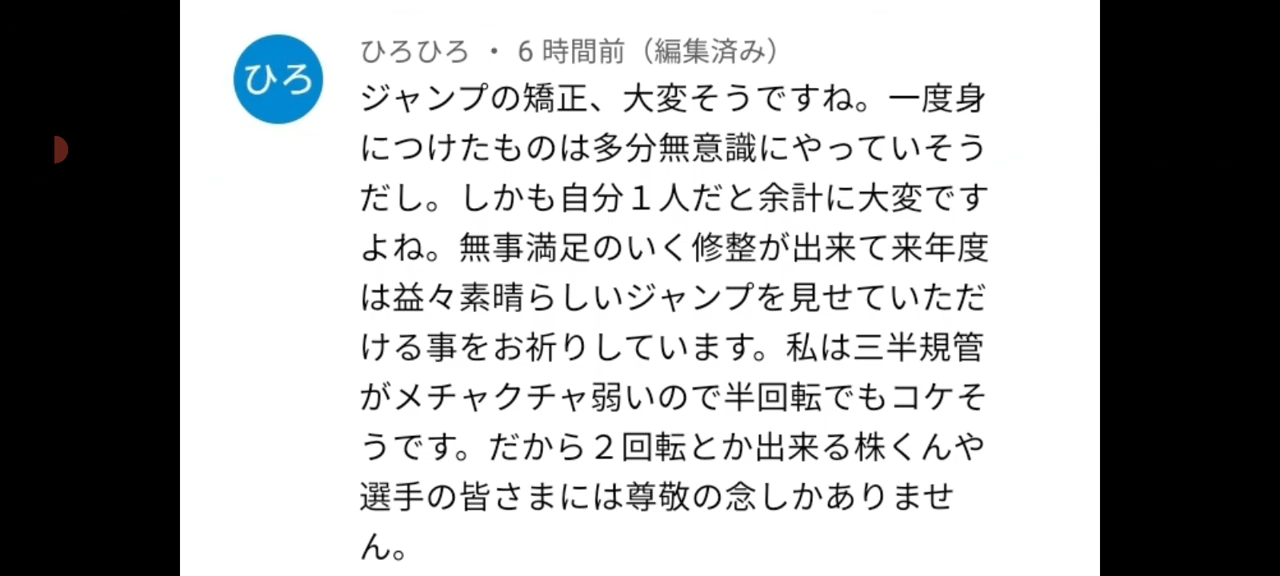 ひろ
ひろひろ ・ 6 時間前（編集済み）
ジャンプの矯正、大変そうですね。一度身
につけたものは多分無意識にやっていそう
だし。しかも自分１人だと余計に大変です
よね。無事満足のいく修整が出来て来年度
は益々素晴らしいジャンプを見せていただ
ける事をお祈りしています。私は三半規管
がメチャクチャ弱いので半回転でもコケそ
うです。だから２回転とか出来る株くんや
選手の皆さまには尊敬の念しかありませ
ん。